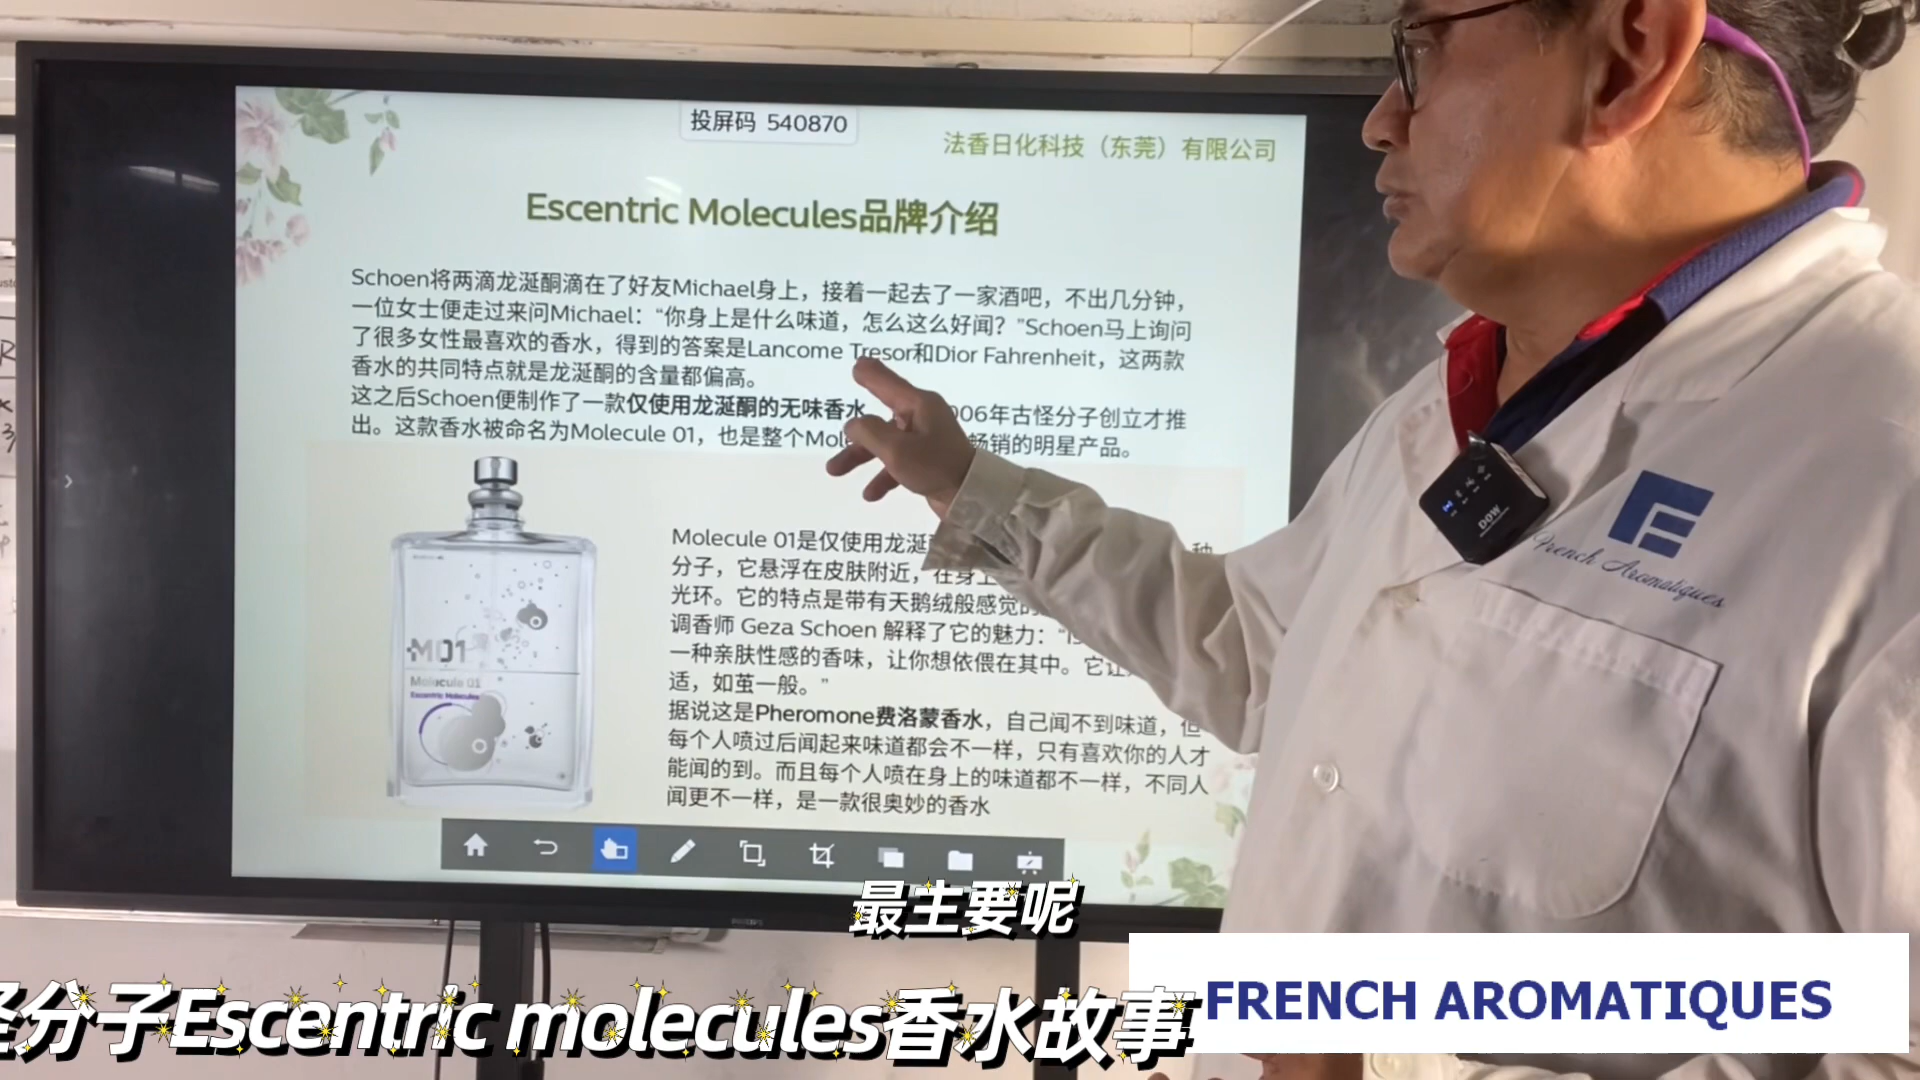 投屏码 540870
法香日化科技（东莞）有限公司
Escentric Molecules品牌介绍
Schoen将两滴龙涎酮滴在了好友Michael身上，接着一起去了一家酒吧，不出几分钟，
一位女士便走过来问Michael：“你身上是什么味道，怎么这么好闻？”Schoen马上询问
了很多女性最喜欢的香水，得到的答案是Lancome Tresor和Dior Fahrenheit，这两款
香水的共同特点就是龙涎酮的含量都偏高。
这之后Schoen便制作了一款仅使用龙涎酮的无味香水 006年古怪分子创立才推
出。这款香水被命名为Molecule 01，也是整个Mol 畅销的明星产品。
Molecule 01是仅使用龙涎 一种
分子，它悬浮在皮肤附近，在身上
光环。它的特点是带有天鹅绒般感觉的
调香师 Geza Schoen 解释了它的魅力：“
一种亲肤性感的香味，让你想依偎在其中。它让
适，如茧一般。”
据说这是Pheromone费洛蒙香水，自己闻不到味道，但
每个人喷过后闻起来味道都会不一样，只有喜欢你的人才
能闻的到。而且每个人喷在身上的味道都不一样，不同人
闻更不一样，是一款很奥妙的香水
M01
Molecule 01
Escentric Molecules
DOW
French Aromatiques
最主要呢
分子Escentric molecules香水故事
FRENCH AROMATIQUES